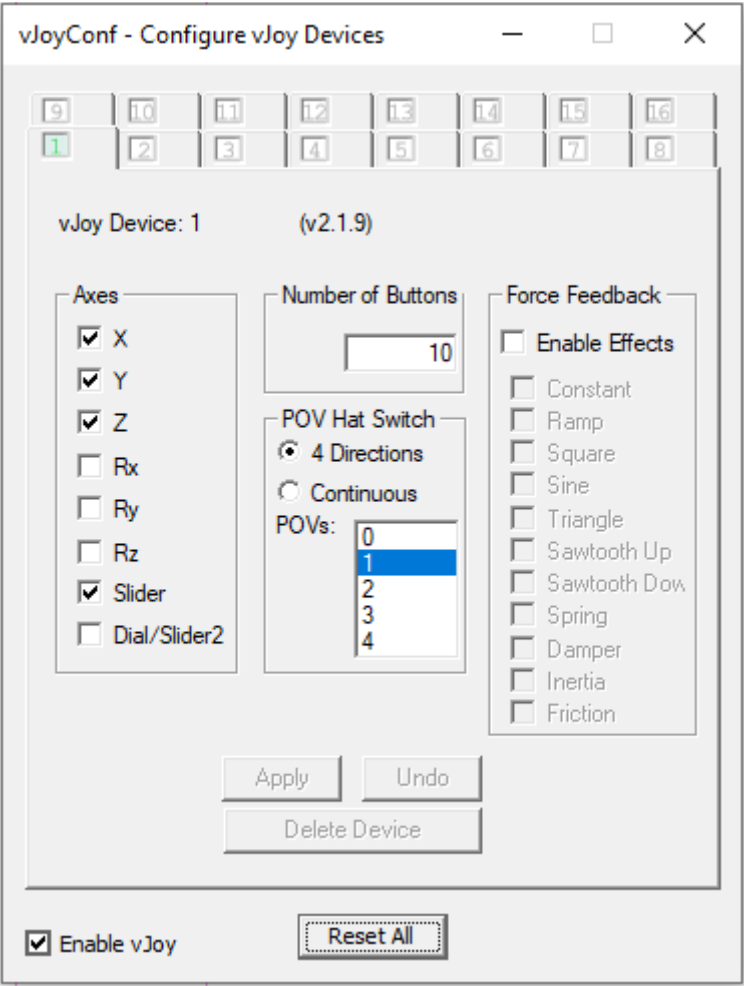 vJoyConf - Configure vJoy Devices
9 10 11 12 13 14 15 16
1 2 3 4 5 6 7 8
vJoy Device: 1 (v2.1.9)
Axes
X
Y
Z
Rx
Ry
Rz
Slider
Dial/Slider2
Number of Buttons
10
POV Hat Switch
4 Directions
Continuous
POVs:
0
1
2
3
4
Force Feedback
Enable Effects
Constant
Ramp
Square
Sine
Triangle
Sawtooth Up
Sawtooth Dow
Spring
Damper
Inertia
Friction
Apply Undo
Delete Device
Enable vJoy Reset All